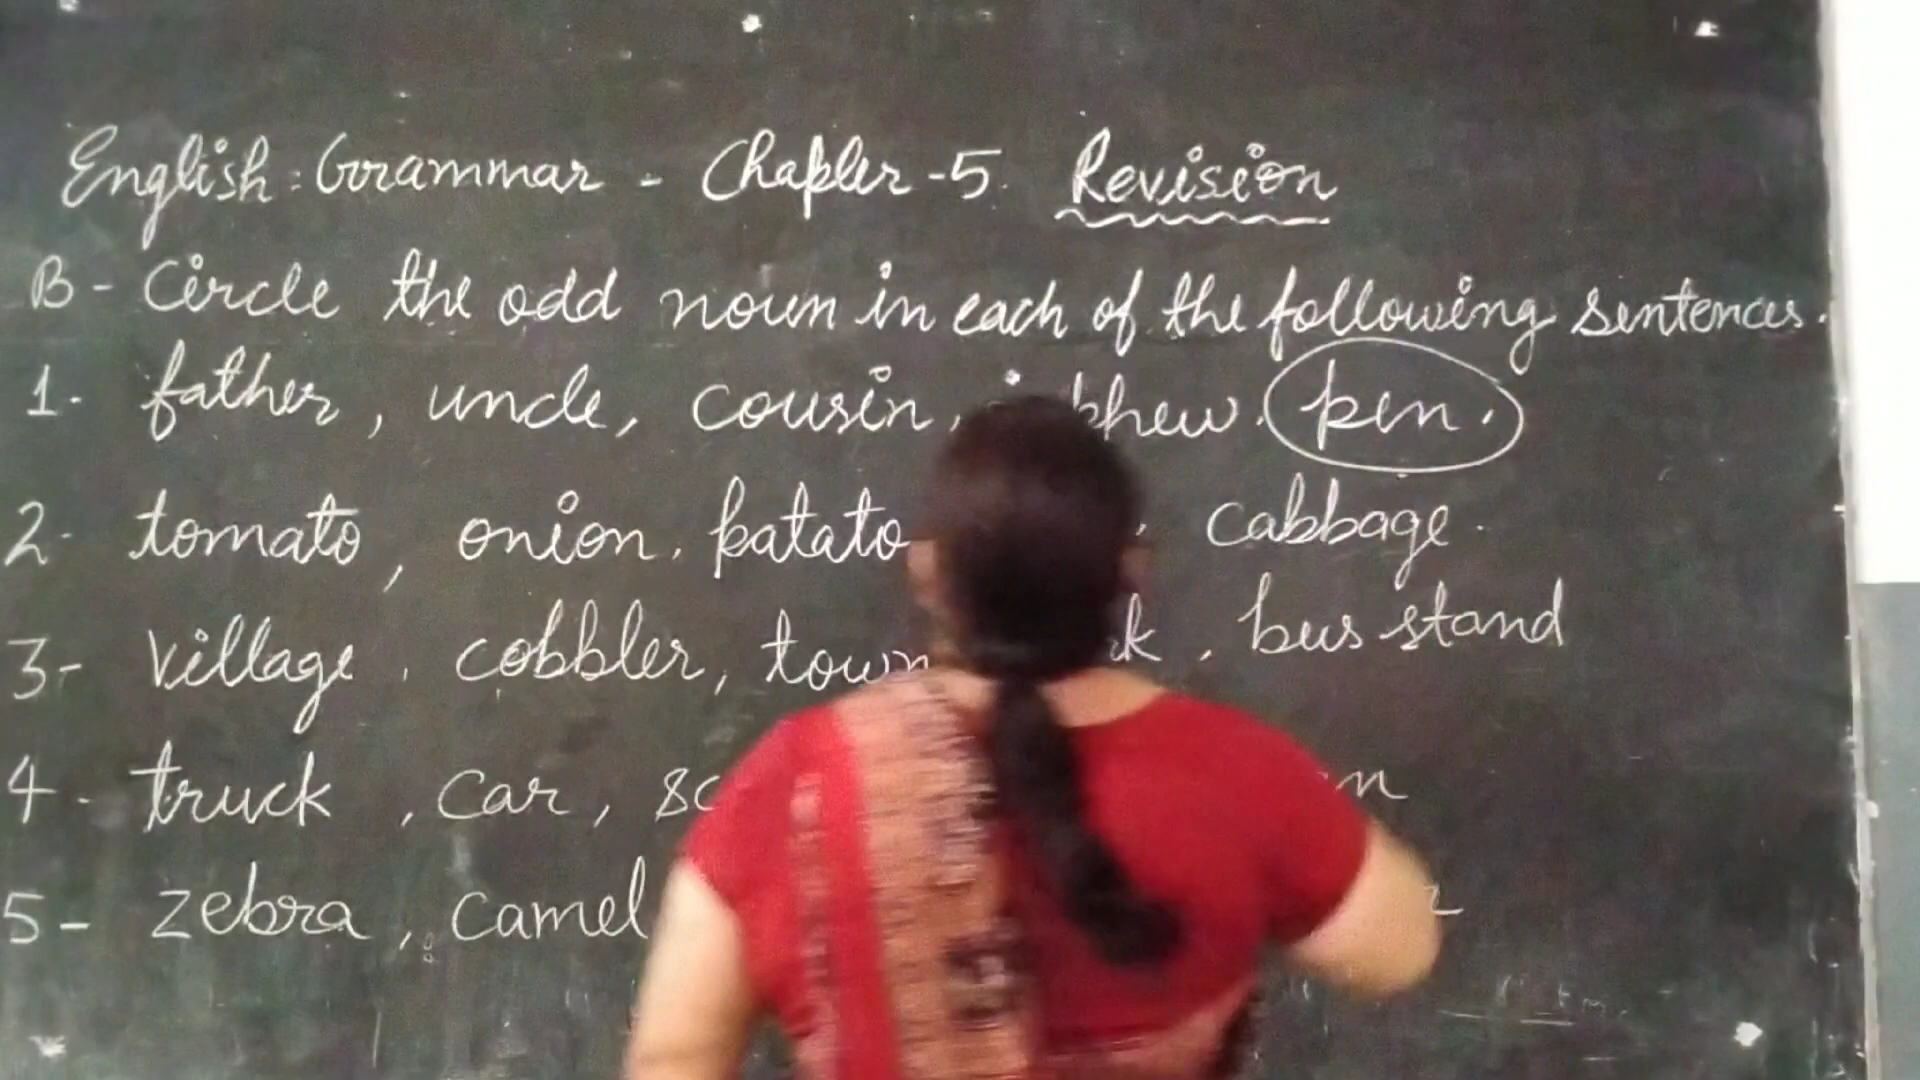 English : Grammar - Chapter - 5. Revision
B - Circle the odd noun in each of the following sentences.
1. father, uncle, cousin, pen.
2. tomato, onion, patato cabbage.
3- village, cobbler, town , bus stand
4. truck, car,
5- zebra, camel